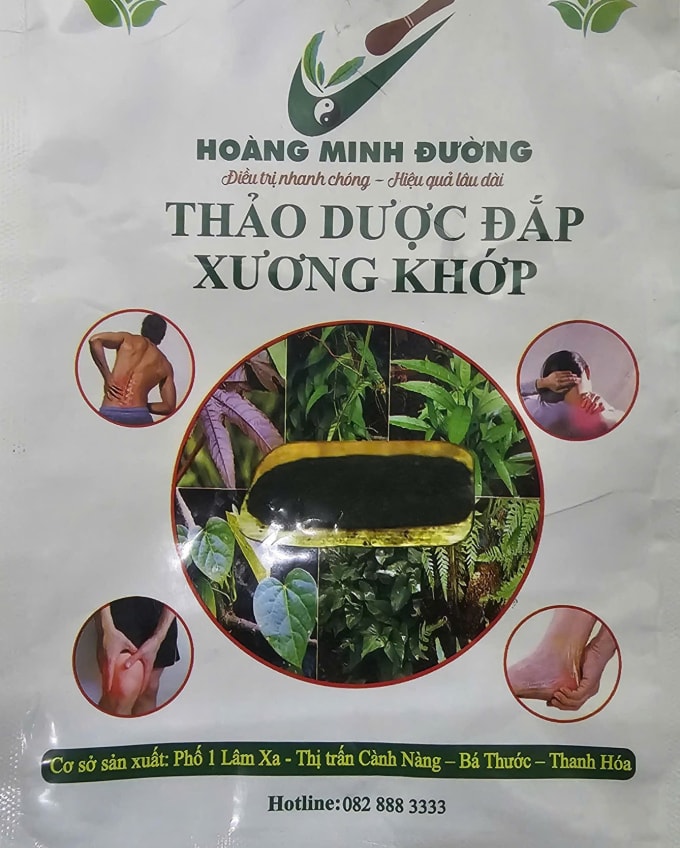 HOÀNG MINH ĐƯỜNG
Điều trị nhanh chóng - Hiệu quả lâu dài
THẢO DƯỢC ĐẮP
XƯƠNG KHỚP
Cơ sở sản xuất: Phố 1 Lâm Xa - Thị trấn Cành Nàng – Bá Thước – Thanh Hóa
Hotline: 082 888 3333